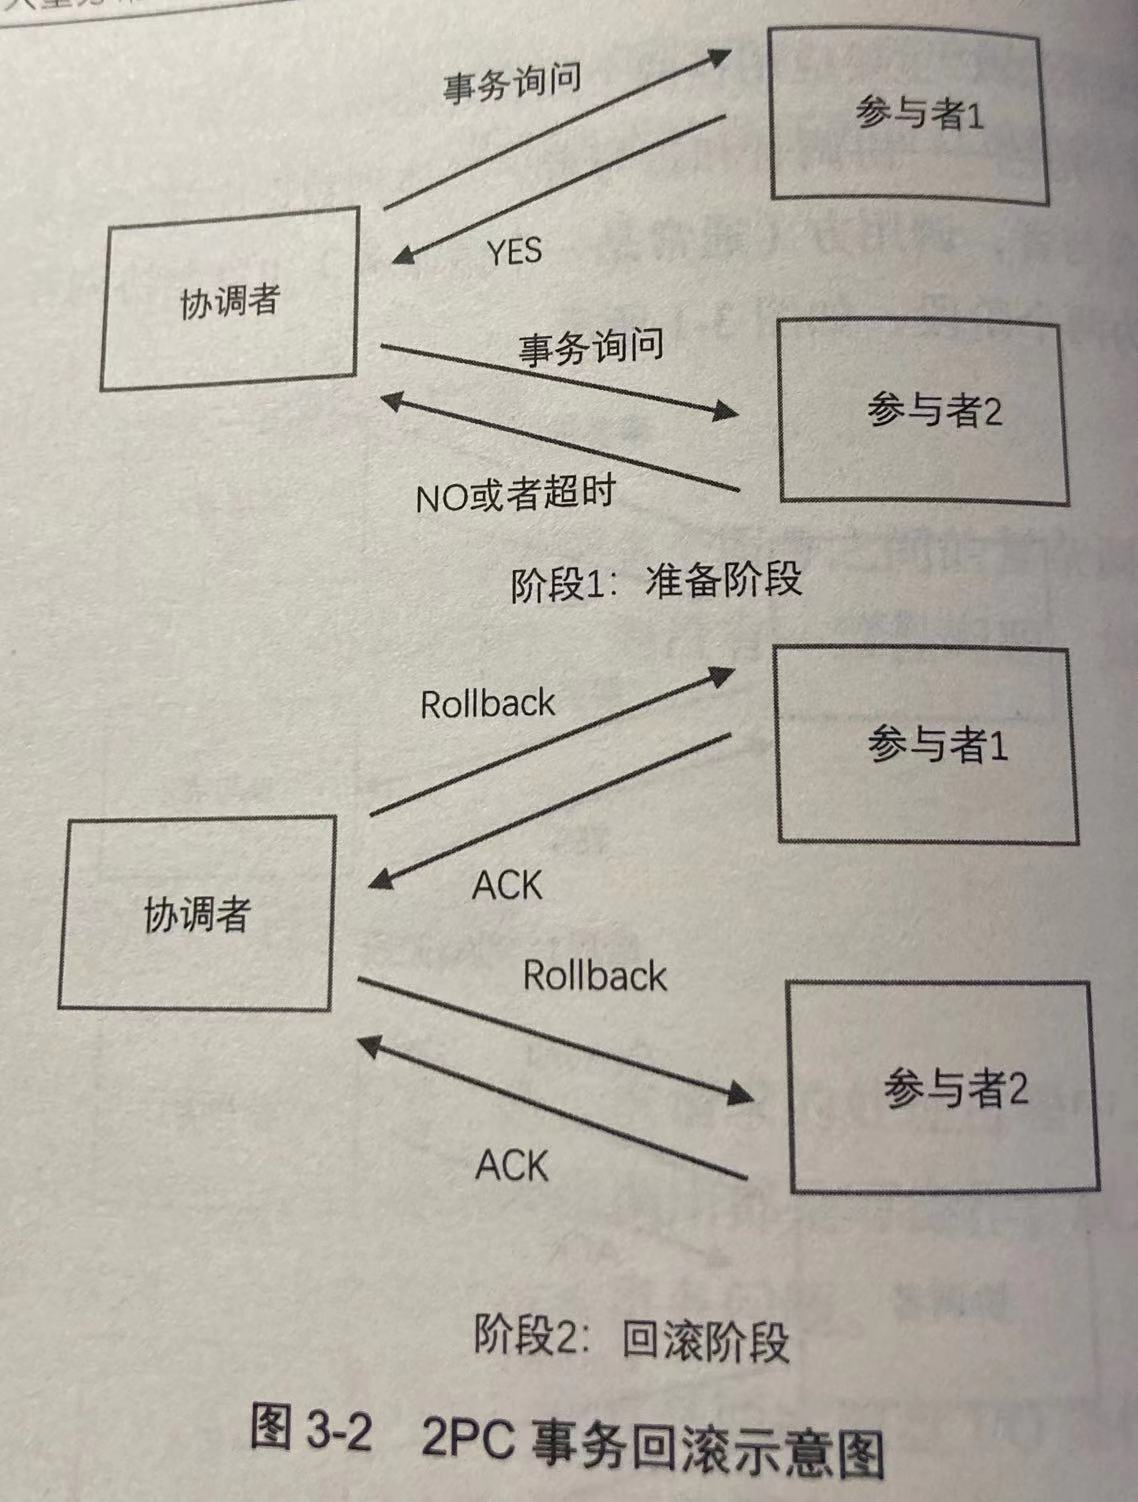 事务询问
参与者1
YES
协调者
事务询问
参与者2
NO或者超时
阶段1：准备阶段
Rollback
参与者1
ACK
协调者
Rollback
参与者2
ACK
阶段2：回滚阶段
图 3-2 2PC 事务回滚示意图